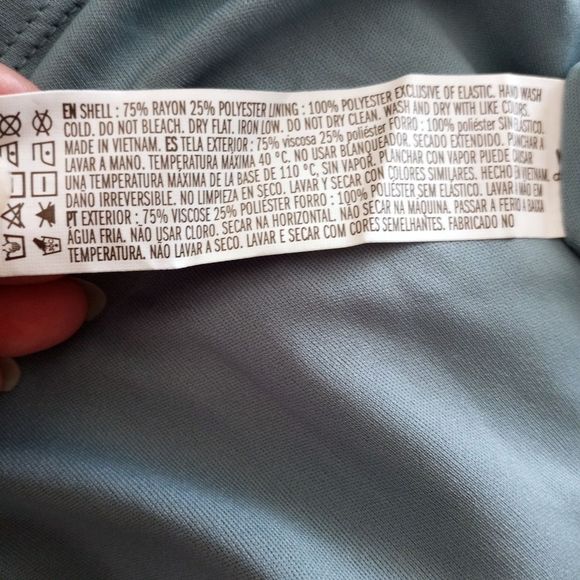 EN SHELL : 75% RAYON 25% POLYESTER LINING : 100% POLYESTER EXCLUSIVE OF ELASTIC. HAND WASH
COLD. DO NOT BLEACH. DRY FLAT. IRON LOW. DO NOT DRY CLEAN. WASH AND DRY WITH LIKE COLORS.
MADE IN VIETNAM. ES TELA EXTERIOR : 75% viscosa 25% poliéster FORRO : 100% poliéster SIN ELÁSTICO.
LAVAR A MANO. TEMPERATURA MÁXIMA 40 °C. NO USAR BLANQUEADOR. SECADO EXTENDIDO. PLANCHAR A
UNA TEMPERATURA MÁXIMA DE LA BASE DE 110 °C, SIN VAPOR. PLANCHAR CON VAPOR PUEDE CAUSAR
DAÑO IRREVERSIBLE. NO LIMPIAR EN SECO. LAVAR Y SECAR CON COLORES SIMILARES. HECHO EN VIETNAM.
PT EXTERIOR : 75% VISCOSE 25% POLIÉSTER FORRO : 100% POLIÉSTER SEM ELÁSTICO. LAVAR À MÃO EM
ÁGUA FRIA. NÃO USAR CLORO. SECAR NA HORIZONTAL. NÃO SECAR NA MÁQUINA. PASSAR A FERRO A BAIXA
TEMPERATURA. NÃO LAVAR A SECO. LAVAR E SECAR COM CORES SEMELHANTES. FABRICADO NO